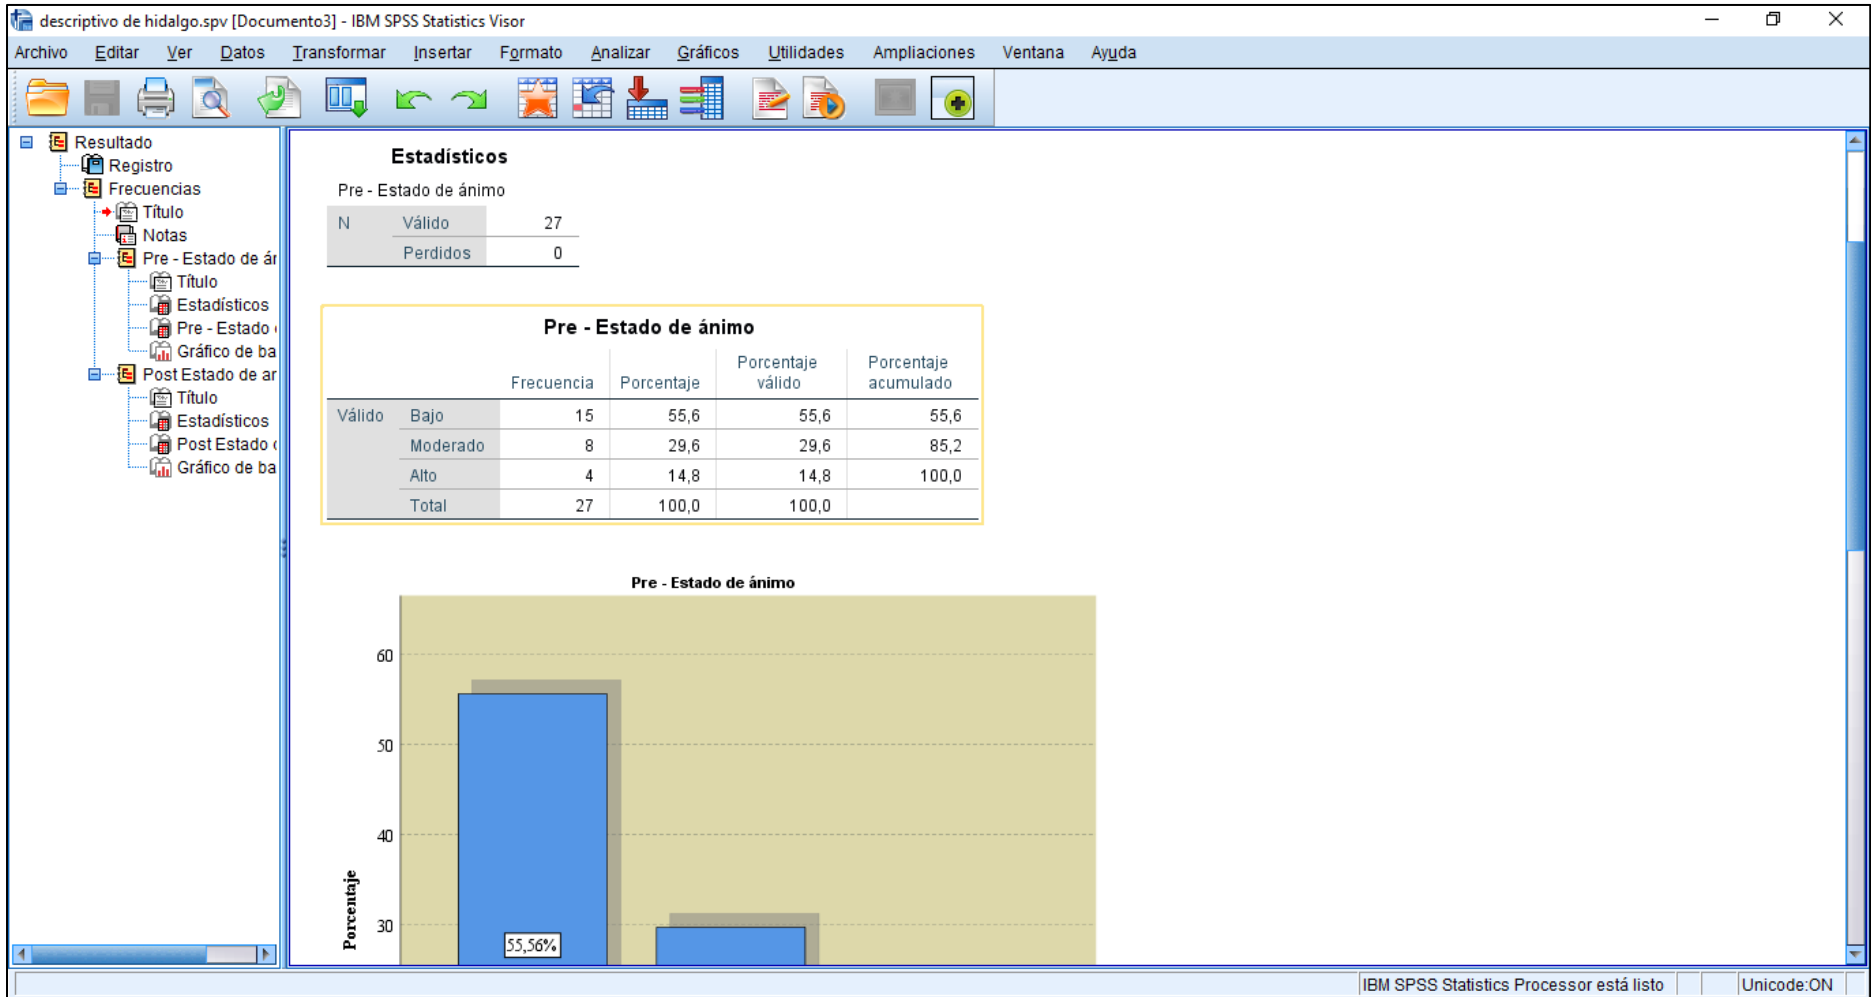 descriptivo de hidalgo.spv [Documento3] - IBM SPSS Statistics Visor
Archivo Editar Ver Datos Transformar Insertar Formato Analizar Gráficos Utilidades Ampliaciones Ventana Ayuda
Resultado
Registro
Frecuencias
Título
Notas
Pre - Estado de án
Título
Estadísticos
Pre - Estado
Gráfico de ba
Post Estado de ar
Título
Estadísticos
Post Estado
Gráfico de ba
Estadísticos
Pre - Estado de ánimo
N Válido 27
Perdidos 0
Pre - Estado de ánimo
Frecuencia Porcentaje Porcentaje válido Porcentaje acumulado
Válido Bajo 15 55,6 55,6 55,6
Moderado 8 29,6 29,6 85,2
Alto 4 14,8 14,8 100,0
Total 27 100,0 100,0
Pre - Estado de ánimo
60
50
40
30
Porcentaje
55,56%
IBM SPSS Statistics Processor está listo Unicode:ON